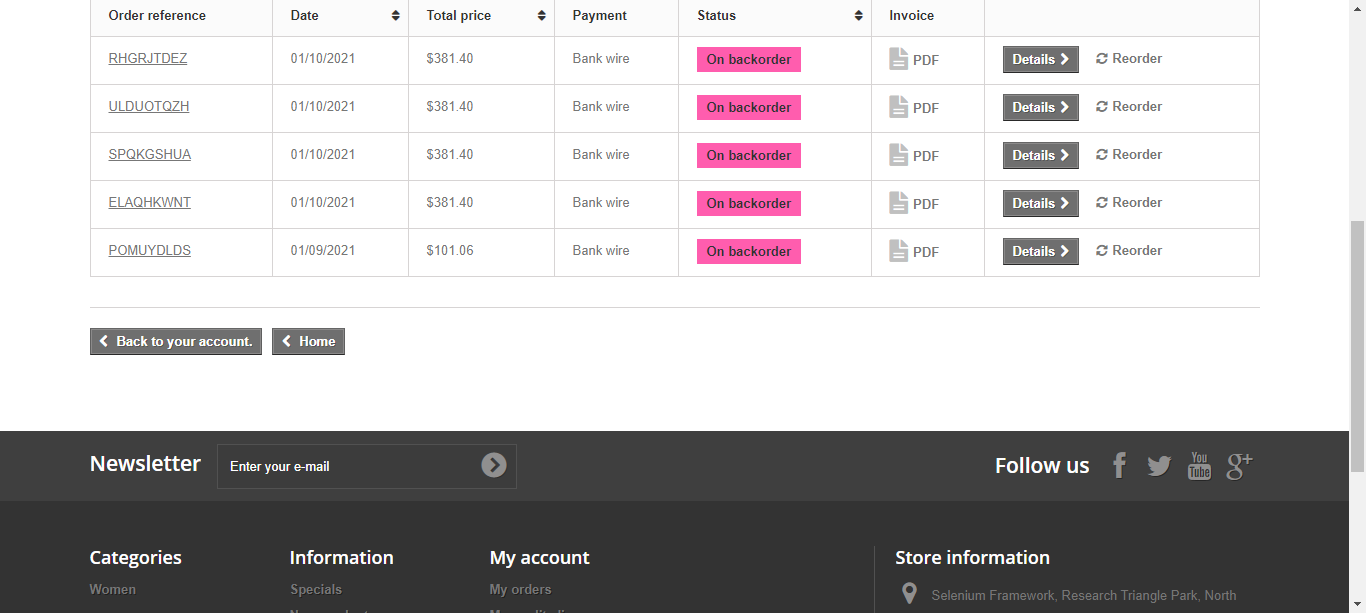 Order reference Date Total price Payment Status Invoice
RHGRJTDEZ 01/10/2021 $381.40 Bank wire On backorder PDF Details Reorder
ULDUOTQZH 01/10/2021 $381.40 Bank wire On backorder PDF Details Reorder
SPQKGSHUA 01/10/2021 $381.40 Bank wire On backorder PDF Details Reorder
ELAQHKWNT 01/10/2021 $381.40 Bank wire On backorder PDF Details Reorder
POMUYDLDS 01/09/2021 $101.06 Bank wire On backorder PDF Details Reorder
Back to your account. Home
Newsletter Enter your e-mail Follow us You Tube g+
Categories Information My account Store information
Women Specials My orders Selenium Framework, Research Triangle Park, North